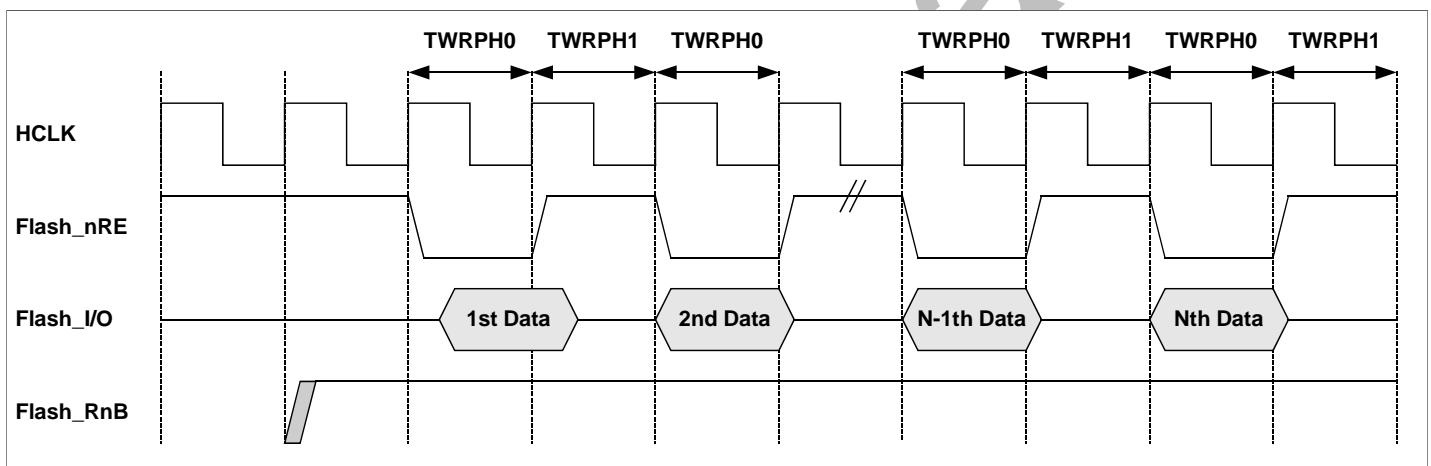 TWRPH0 TWRPH1 TWRPH0 TWRPH0 TWRPH1 TWRPH0 TWRPH1
HCLK
Flash_nRE
Flash_I/O 1st Data 2nd Data N-1th Data Nth Data
Flash_RnB